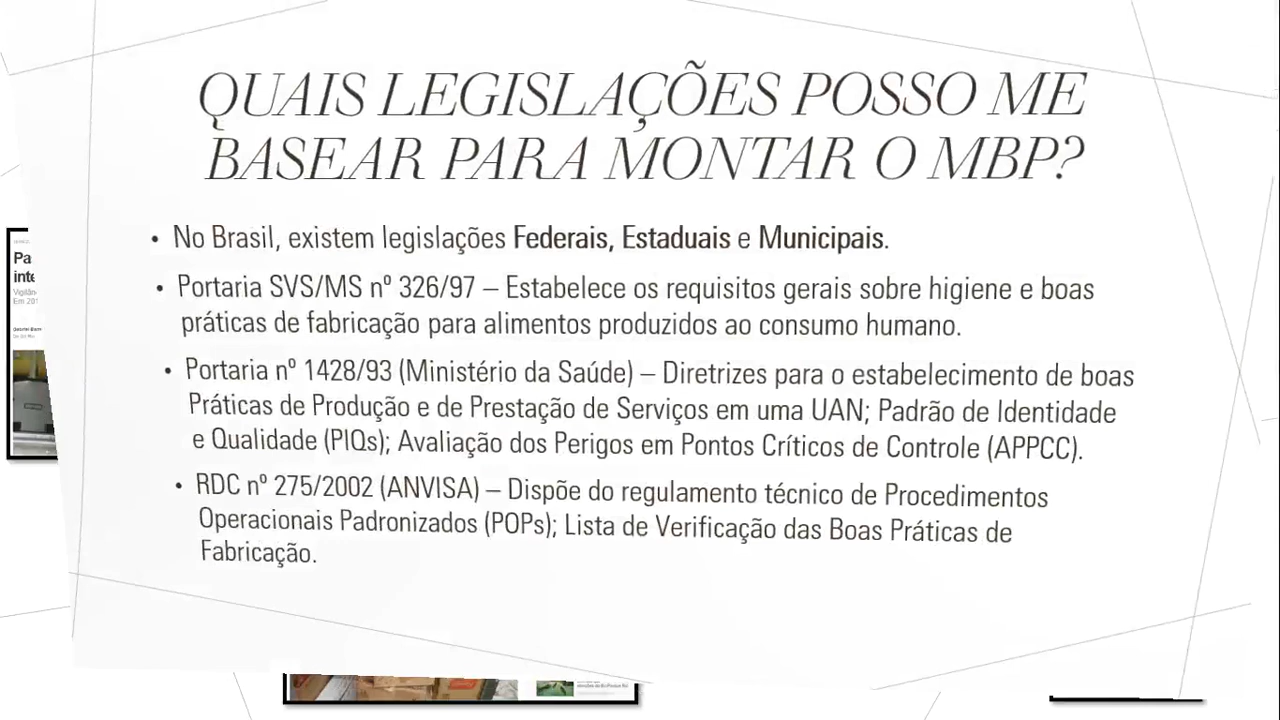 QUAIS LEGISLAÇÕES POSSO ME
BASEAR PARA MONTAR O MBP?
• No Brasil, existem legislações Federais, Estaduais e Municipais.
• Portaria SVS/MS nº 326/97 – Estabelece os requisitos gerais sobre higiene e boas
práticas de fabricação para alimentos produzidos ao consumo humano.
• Portaria nº 1428/93 (Ministério da Saúde) – Diretrizes para o estabelecimento de boas
Práticas de Produção e de Prestação de Serviços em uma UAN; Padrão de Identidade
e Qualidade (PIQs); Avaliação dos Perigos em Pontos Críticos de Controle (APPCC).
• RDC nº 275/2002 (ANVISA) – Dispõe do regulamento técnico de Procedimentos
Operacionais Padronizados (POPs); Lista de Verificação das Boas Práticas de
Fabricação.
Pa
inte
Vigilân
Em 201